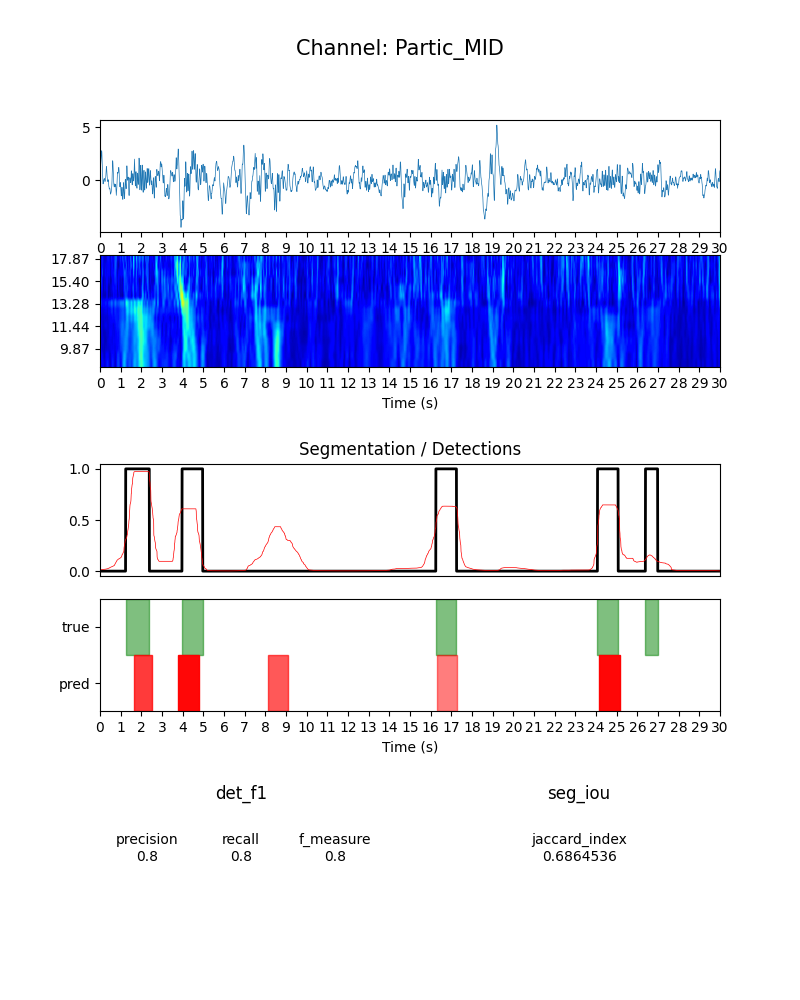 Channel: Partic_MID
5
0
0 1 2 3 4 5 6 7 8 9 10 11 12 13 14 15 16 17 18 19 20 21 22 23 24 25 26 27 28 29 30
17.87
15.40
13.28
11.44
9.87
0 1 2 3 4 5 6 7 8 9 10 11 12 13 14 15 16 17 18 19 20 21 22 23 24 25 26 27 28 29 30
Time (s)
Segmentation / Detections
1.0
0.5
0.0
true
pred
0 1 2 3 4 5 6 7 8 9 10 11 12 13 14 15 16 17 18 19 20 21 22 23 24 25 26 27 28 29 30
Time (s)
det_f1 seg_iou
precision recall f_measure jaccard_index
0.8 0.8 0.8 0.6864536